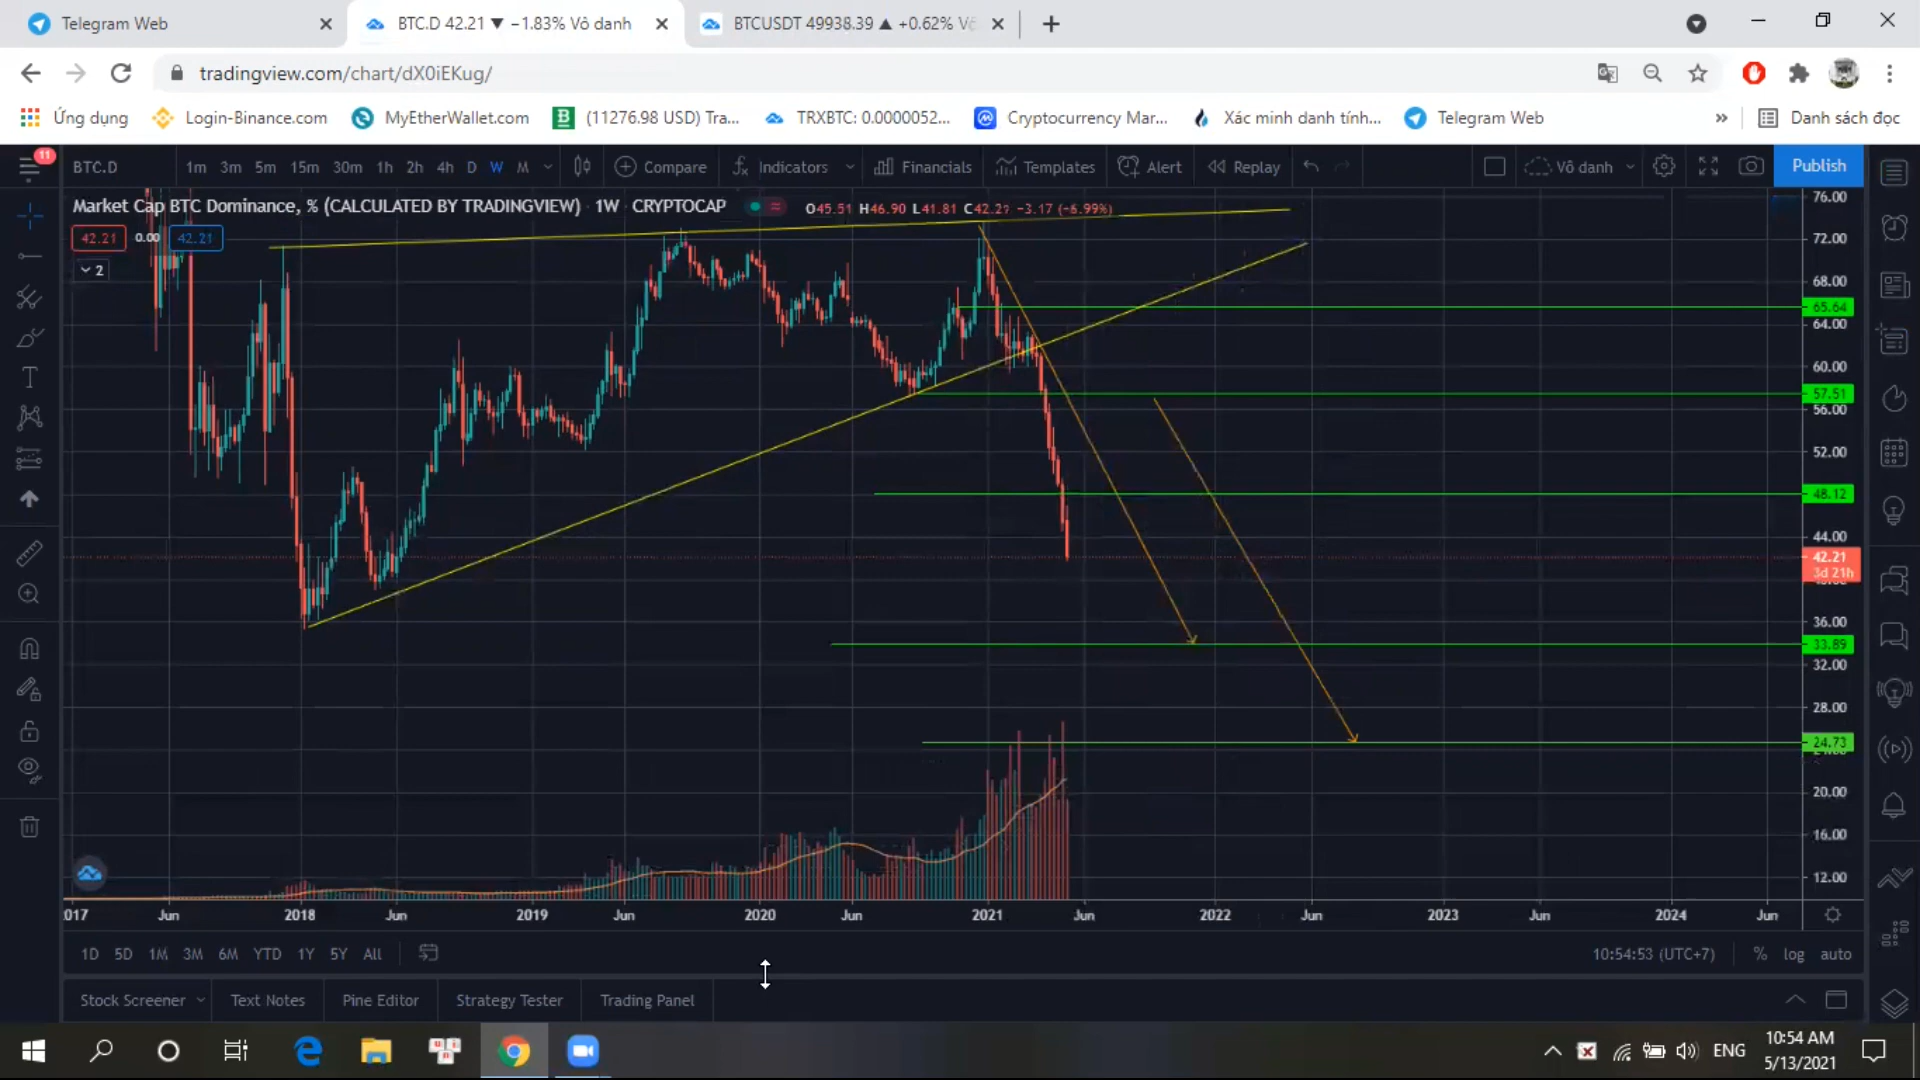 Telegram Web
BTC.D 42.21 ▼ −1.83% Vô danh
BTCUSDT 49938.39 ▲ +0.62% Vô
tradingview.com/chart/dX0iEKug/
Ứng dụng
Login-Binance.com
MyEtherWallet.com
(11276.98 USD) Tra...
TRXBTC: 0.0000052...
Cryptocurrency Mar...
Xác minh danh tính...
Telegram Web
»
Danh sách đọc
11
BTC.D
1m 3m 5m 15m 30m 1h 2h 4h D W M
Compare
Indicators
Financials
Templates
Alert
Replay
Vô danh
Publish
Market Cap BTC Dominance, % (CALCULATED BY TRADINGVIEW) 1W CRYPTOCAP
O45.51 H46.90 L41.81 C42.21 −3.17 (−6.99%)
42.21 0.00 42.21
2
76.00
72.00
68.00
65.64
64.00
60.00
57.51
56.00
52.00
48.12
44.00
42.21
3d 21h
36.00
33.89
32.00
28.00
24.73
20.00
16.00
12.00
2017 Jun 2018 Jun 2019 Jun 2020 Jun 2021 Jun 2022 Jun 2023 Jun 2024 Jun
1D 5D 1M 3M 6M YTD 1Y 5Y All
10:54:53 (UTC+7)
% log auto
Stock Screener
Text Notes
Pine Editor
Strategy Tester
Trading Panel
ENG
10:54 AM
5/13/2021